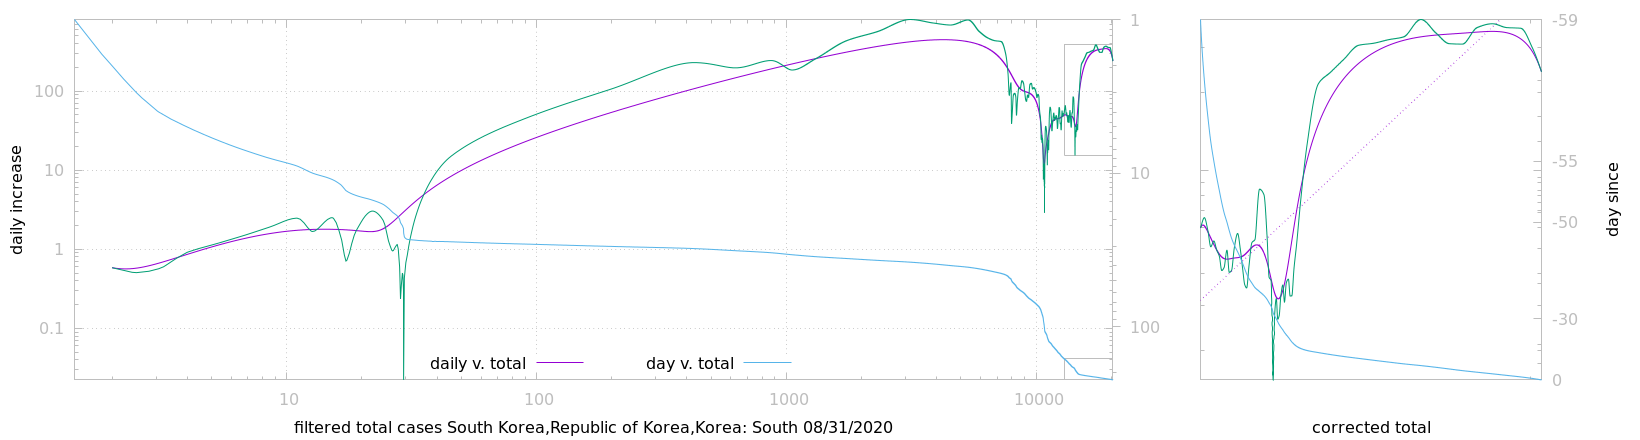 daily increase
100
10
1
0.1
10
100
1000
10000
1
10
100
daily v. total
day v. total
filtered total cases South Korea,Republic of Korea,Korea: South 08/31/2020
-59
-55
-50
-30
0
day since
corrected total